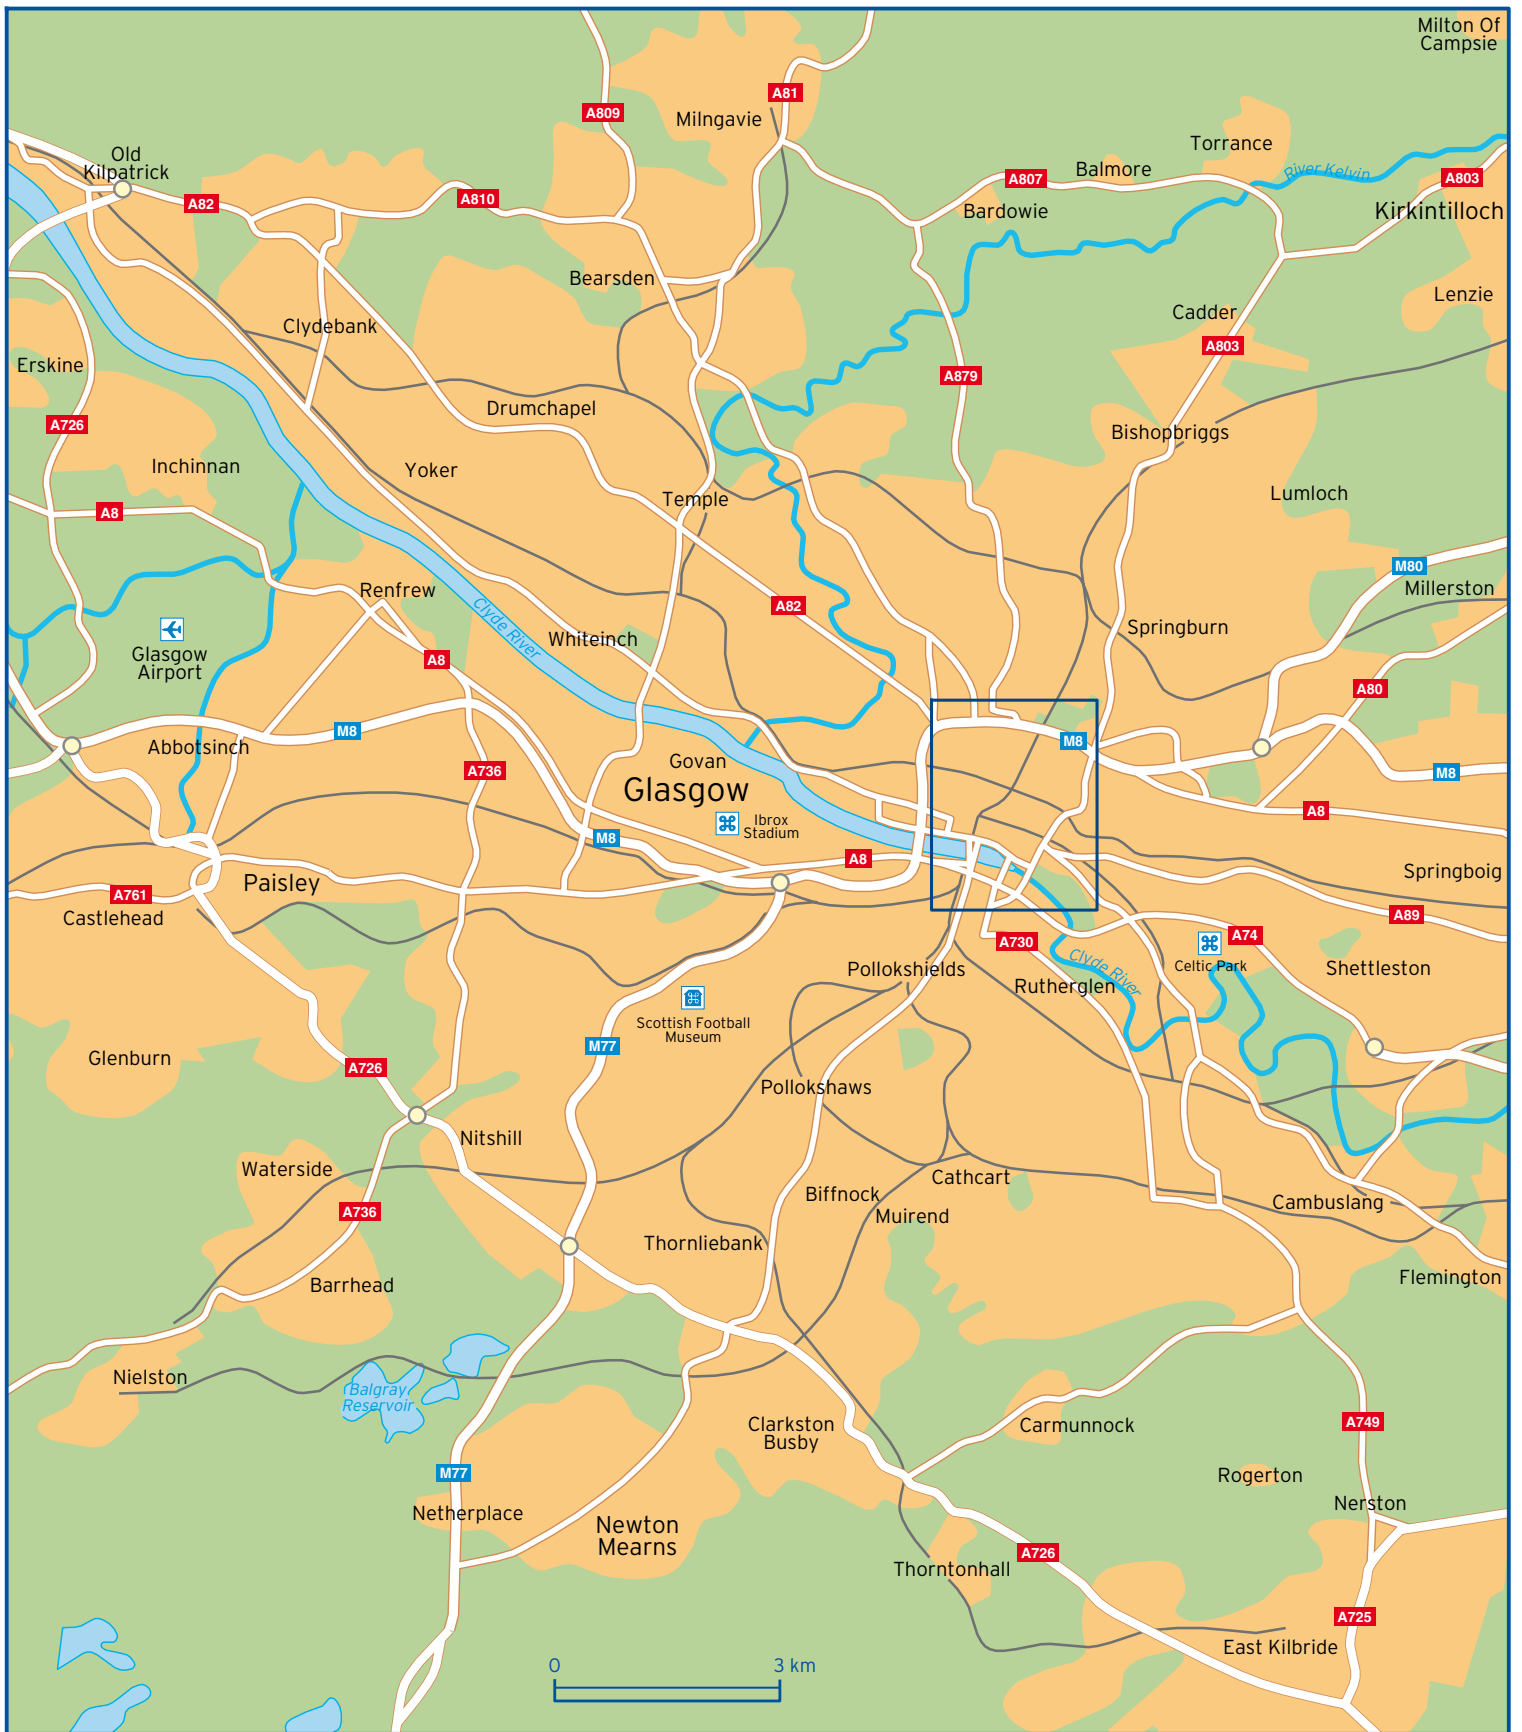 Milton Of
Campsie
A81
A809
Milngavie
Torrance
Old
Kilpatrick
Balmore
River Kelvin
A807
A803
A82
A810
Bardowie
Kirkintilloch
Bearsden
Lenzie
Cadder
Clydebank
A803
Erskine
A879
Drumchapel
A726
Bishopbriggs
Inchinnan
Yoker
Lumloch
Temple
A8
M80
Millerston
Renfrew
A82
Clyde River
Springburn
Whiteinch
Glasgow
Airport
A8
A80
M8
Abbotsinch
M8
Govan
A736
M8
Glasgow
A8
Ibrox
Stadium
M8
A8
Springboig
Paisley
A761
Castlehead
A89
A74
A730
Celtic Park
Clyde River
Pollokshields
Shettleston
Rutherglen
Scottish Football
Museum
M77
Glenburn
A726
Pollokshaws
Nitshill
Waterside
Cathcart
Biffnock
Cambuslang
A736
Muirend
Thornliebank
Flemington
Barrhead
Nielston
Balgray
Reservoir
Clarkston
Busby
Carmunnock
A749
M77
Rogerton
Nerston
Netherplace
Newton
Mearns
A726
Thorntonhall
A725
East Kilbride
0
3 km